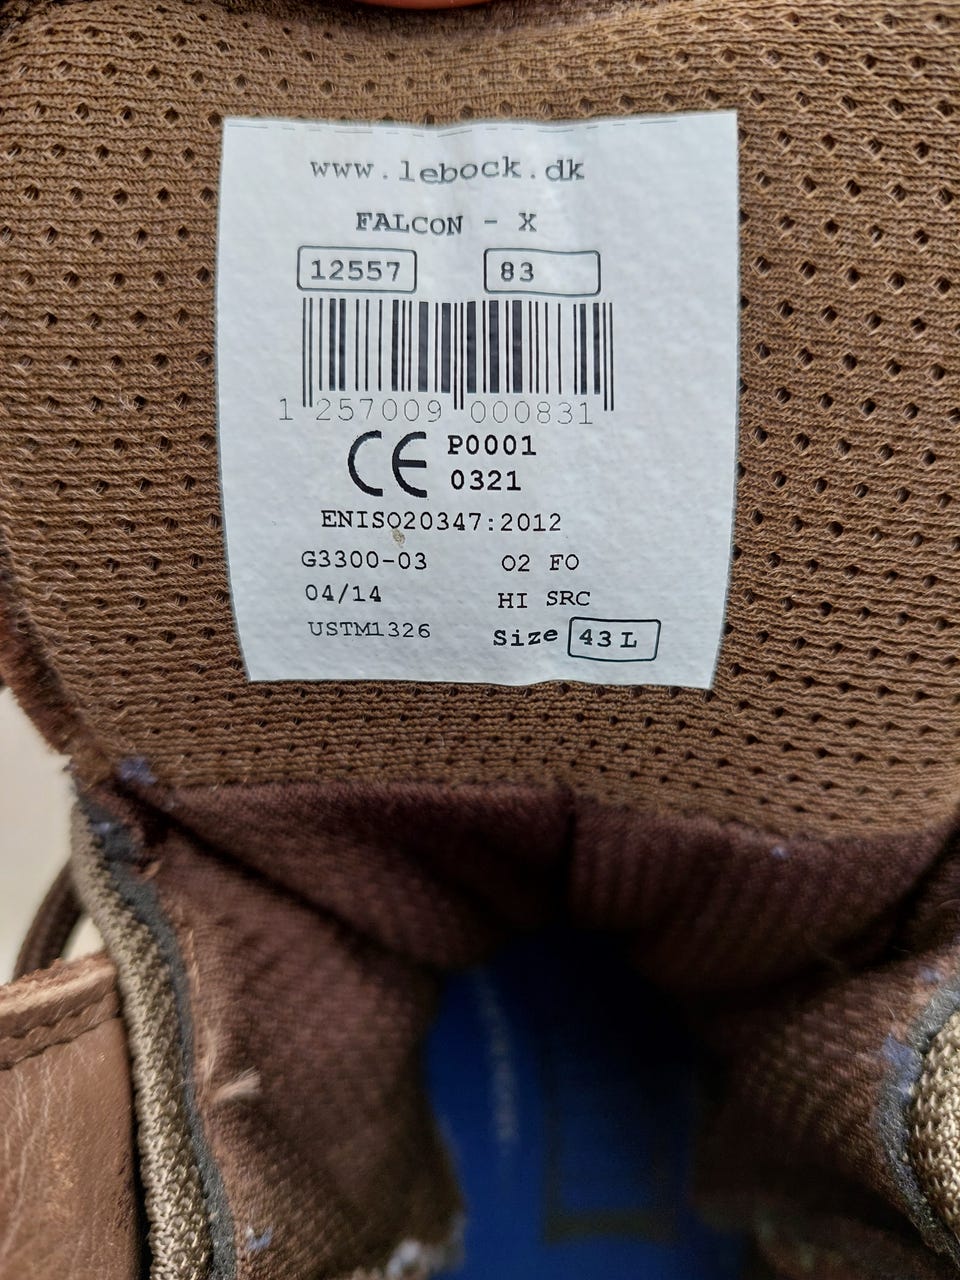 www.lebock.dk
FALCON - X
12557 83
1 257009 000831
CE P0001
0321
ENISO20347:2012
G3300-03 O2 FO
04/14 HI SRC
USTM1326 Size 43 L